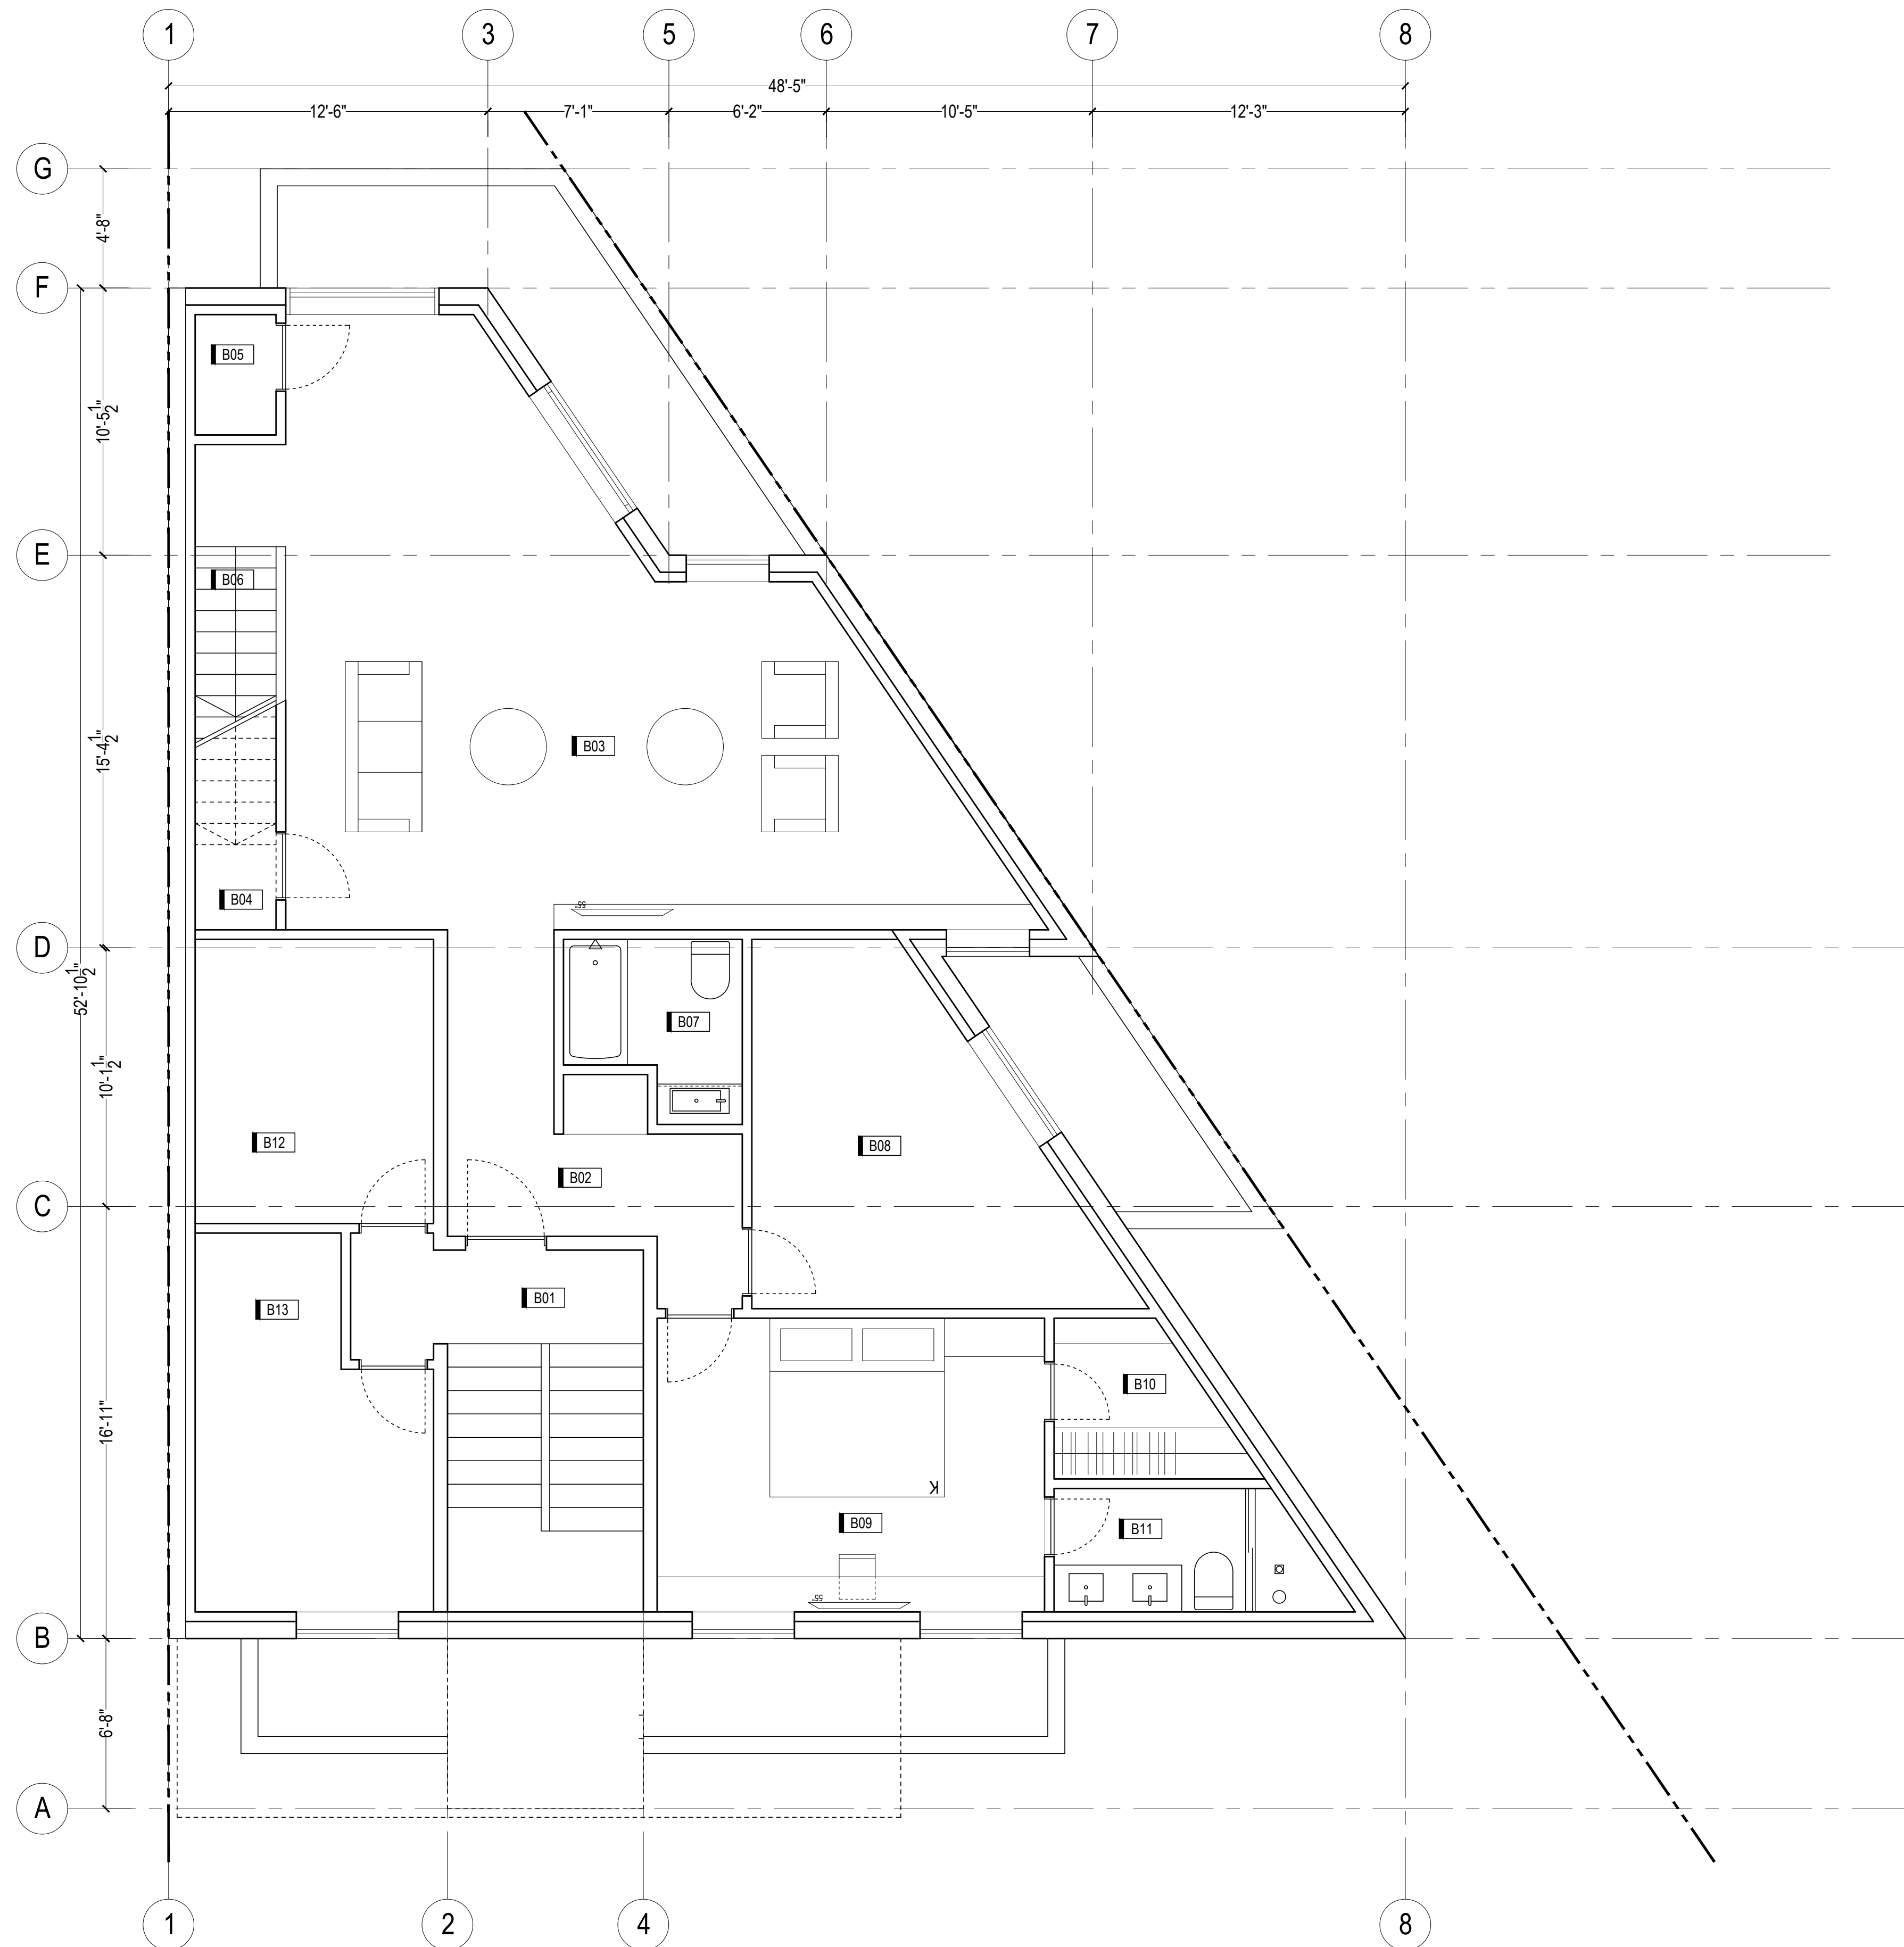 1 3 5 6 7 8
48'-5"
12'-6" 7'-1" 6'-2" 10'-5" 12'-3"
G
4'-8"
F
B05
10'-5 1/2"
E
B06
15'-4 1/2"
B03
B04
55"
D
52'-10 1/2"
B07
10'-1 1/2"
B12
B08
B02
C
B01
B13
B10
16'-11"
K
B09
B11
55"
B
6'-8"
A
1 2 4 8